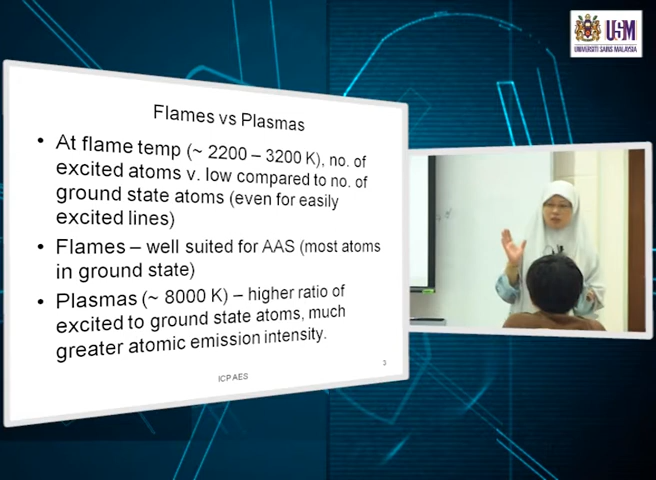 USM
UNIVERSITI SAINS MALAYSIA
Flames vs Plasmas
• At flame temp (~ 2200 – 3200 K), no. of
excited atoms v. low compared to no. of
ground state atoms (even for easily
excited lines)
• Flames – well suited for AAS (most atoms
in ground state)
• Plasmas (~ 8000 K) – higher ratio of
excited to ground state atoms, much
greater atomic emission intensity.
ICPAES
3